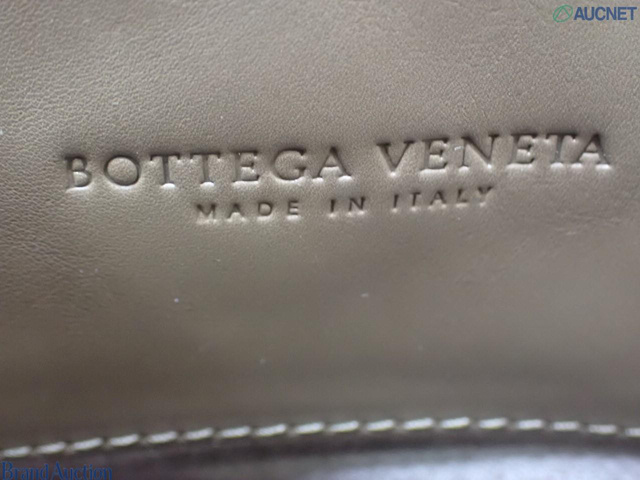 AUCNET
BOTTEGA VENETA
MADE IN ITALY
Brand Auction